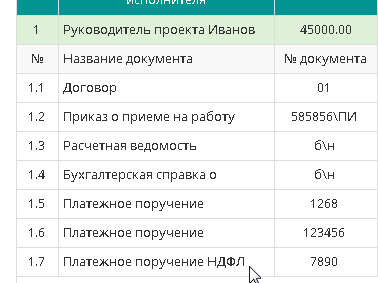 исполнителя
1 Руководитель проекта Иванов 45000.00
№ Название документа № документа
1.1 Договор 01
1.2 Приказ о приеме на работу 585856\ПИ
1.3 Расчетная ведомость б\н
1.4 Бухгалтерская справка о б\н
1.5 Платежное поручение 1268
1.6 Платежное поручение 123456
1.7 Платежное поручение НДФЛ 7890